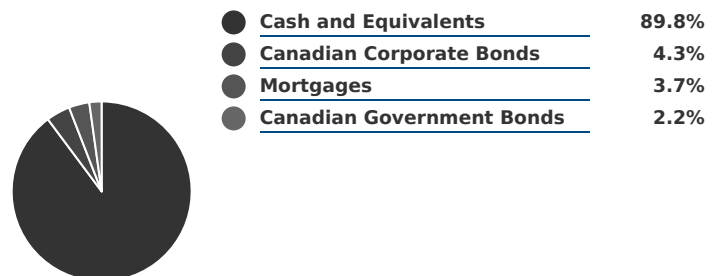 Cash and Equivalents 89.8%
Canadian Corporate Bonds 4.3%
Mortgages 3.7%
Canadian Government Bonds 2.2%